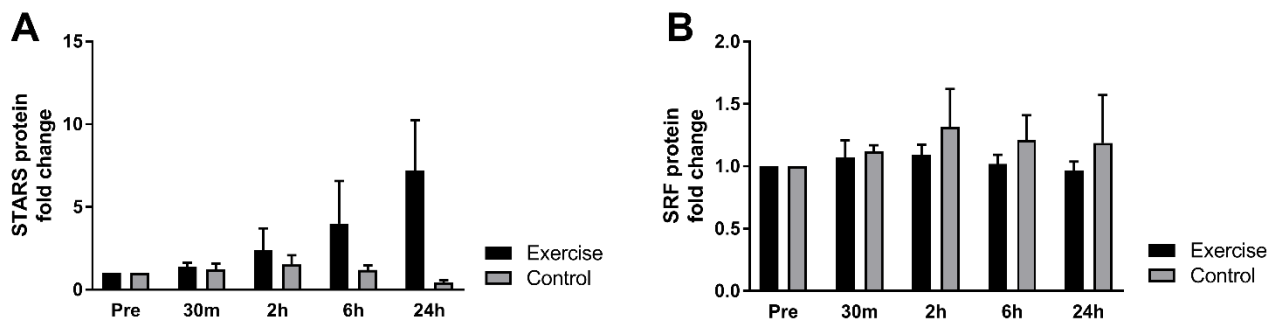 A
STARS protein
fold change
15
10
5
0
Pre 30m 2h 6h 24h
Exercise
Control
B
SRF protein
fold change
2.0
1.5
1.0
0.5
0.0
Pre 30m 2h 6h 24h
Exercise
Control